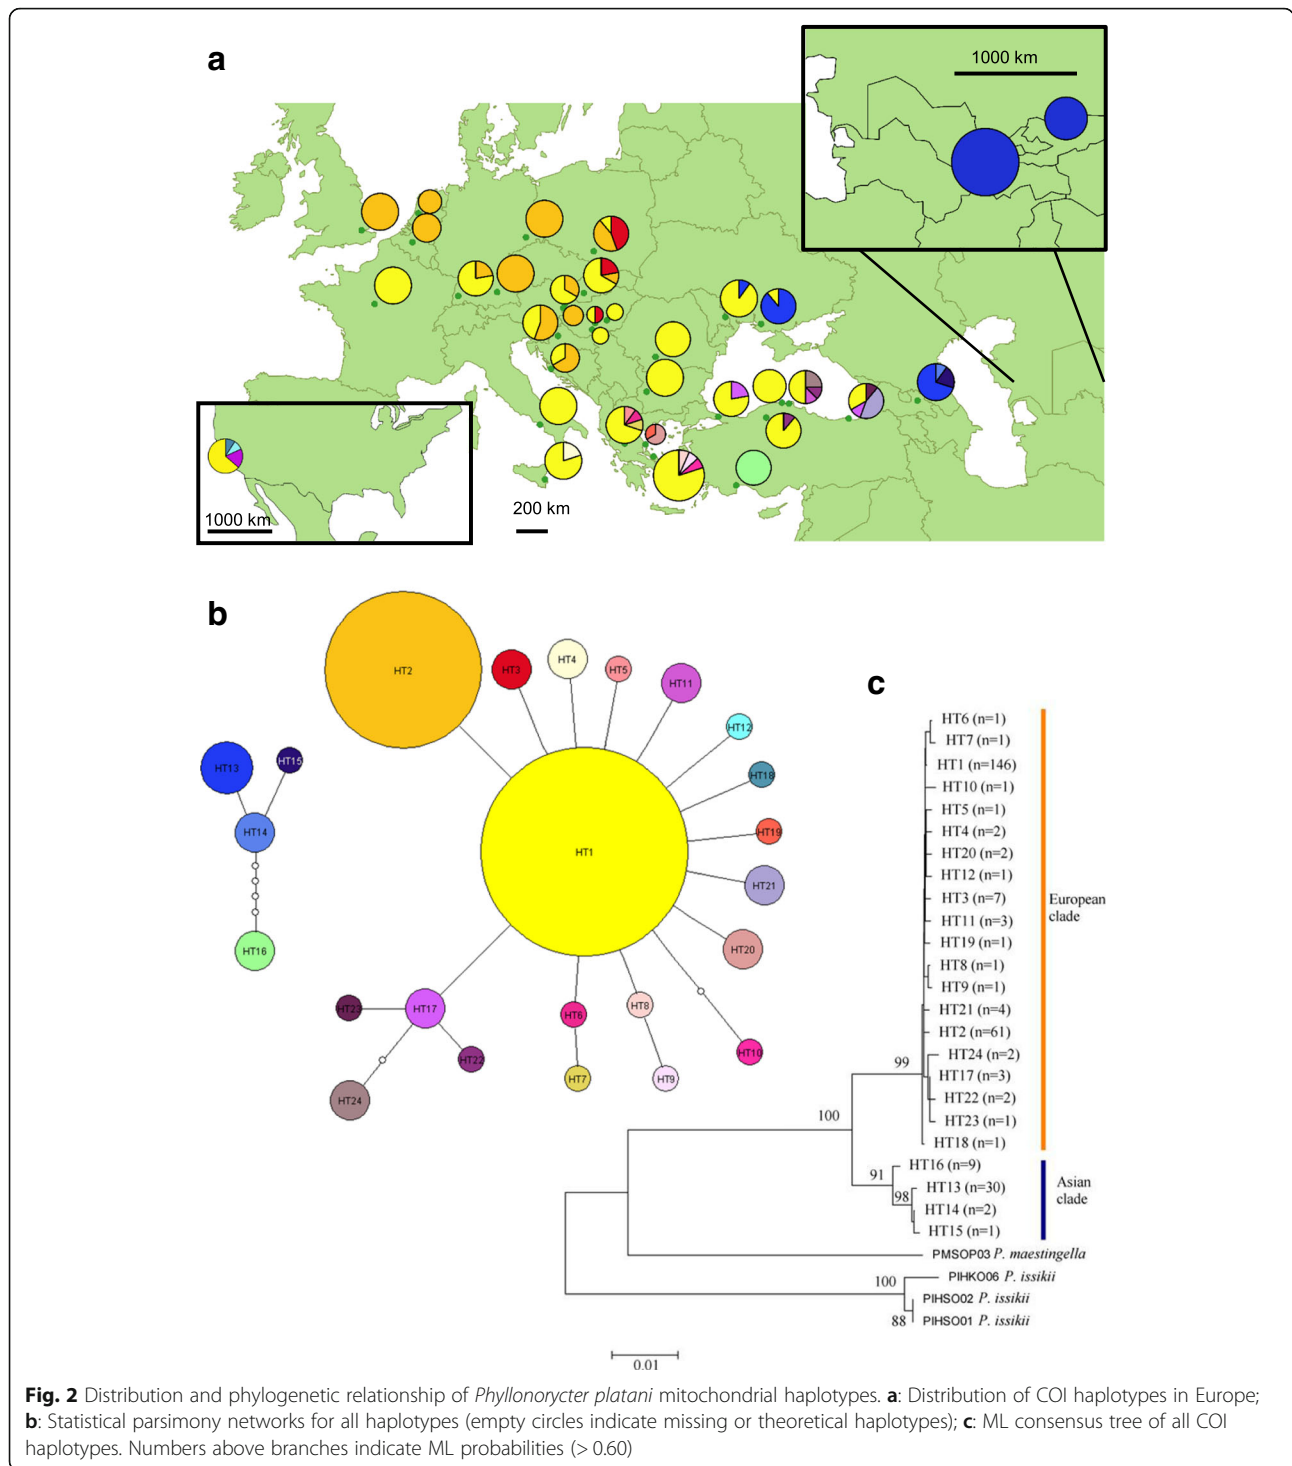 a
1000 km
1000 km
200 km
b
c
HT2
HT3
HT4
HT5
HT11
HT12
HT18
HT19
HT21
HT20
HT10
HT8
HT9
HT6
HT7
HT1
HT17
HT23
HT22
HT24
HT13
HT15
HT14
HT16
HT6 (n=1)
HT7 (n=1)
HT1 (n=146)
HT10 (n=1)
HT5 (n=1)
HT4 (n=2)
HT20 (n=2)
HT12 (n=1)
HT3 (n=7)
HT11 (n=3)
HT19 (n=1)
HT8 (n=1)
HT9 (n=1)
HT21 (n=4)
HT2 (n=61)
HT24 (n=2)
HT17 (n=3)
HT22 (n=2)
HT23 (n=1)
HT18 (n=1)
HT16 (n=9)
HT13 (n=30)
HT14 (n=2)
HT15 (n=1)
PMSOP03 P. maestingella
PIHKO06 P. issikii
PIHSO02 P. issikii
PIHSO01 P. issikii
European
clade
Asian
clade
99
100
91
98
100
88
0.01
Fig. 2 Distribution and phylogenetic relationship of Phyllonorycter platani mitochondrial haplotypes. a: Distribution of COI haplotypes in Europe;
b: Statistical parsimony networks for all haplotypes (empty circles indicate missing or theoretical haplotypes); c: ML consensus tree of all COI
haplotypes. Numbers above branches indicate ML probabilities (> 0.60)